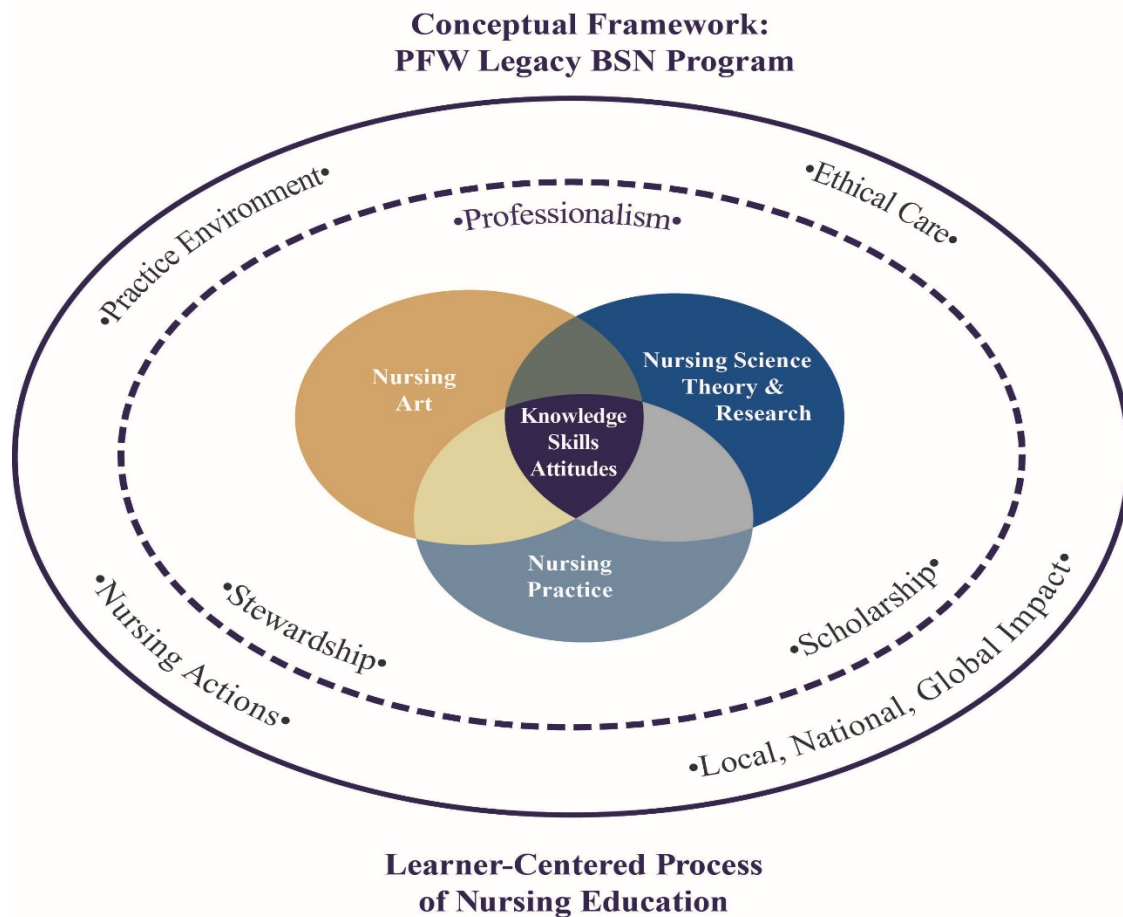 Conceptual Framework:
PFW Legacy BSN Program
•Practice Environment•
•Ethical Care•
•Professionalism•
Nursing
Art
Nursing Science
Theory &
Research
Knowledge
Skills
Attitudes
Nursing
Practice
•Stewardship•
•Scholarship•
•Nursing Actions•
•Local, National, Global Impact•
Learner-Centered Process
of Nursing Education